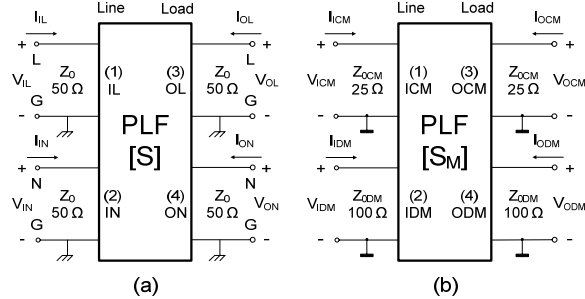 Line Load
I_IL I_OL
+ L L +
V_IL Z_0 50 Ω (1) IL (3) OL Z_0 50 Ω V_OL
- G G -
PLF
[S]
I_IN I_ON
+ N N +
V_IN Z_0 50 Ω (2) IN (4) ON Z_0 50 Ω V_ON
- G G -
(a)
Line Load
I_ICM I_OCM
+ +
V_ICM Z_0CM 25 Ω (1) ICM (3) OCM Z_0CM 25 Ω V_OCM
- -
PLF
[S_M]
I_IDM I_ODM
+ +
V_IDM Z_0DM 100 Ω (2) IDM (4) ODM Z_0DM 100 Ω V_ODM
- -
(b)